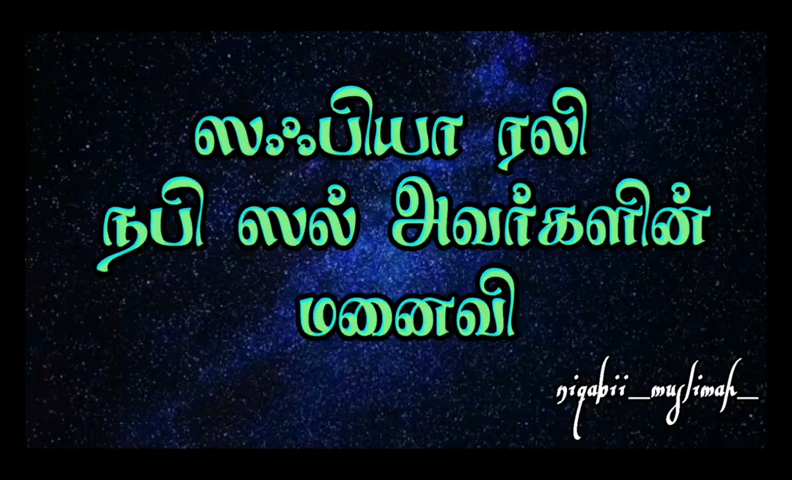 ஸஃபியா ரலி
நபி ஸல் அவர்களின்
மனைவி
niqabii_muslimah_